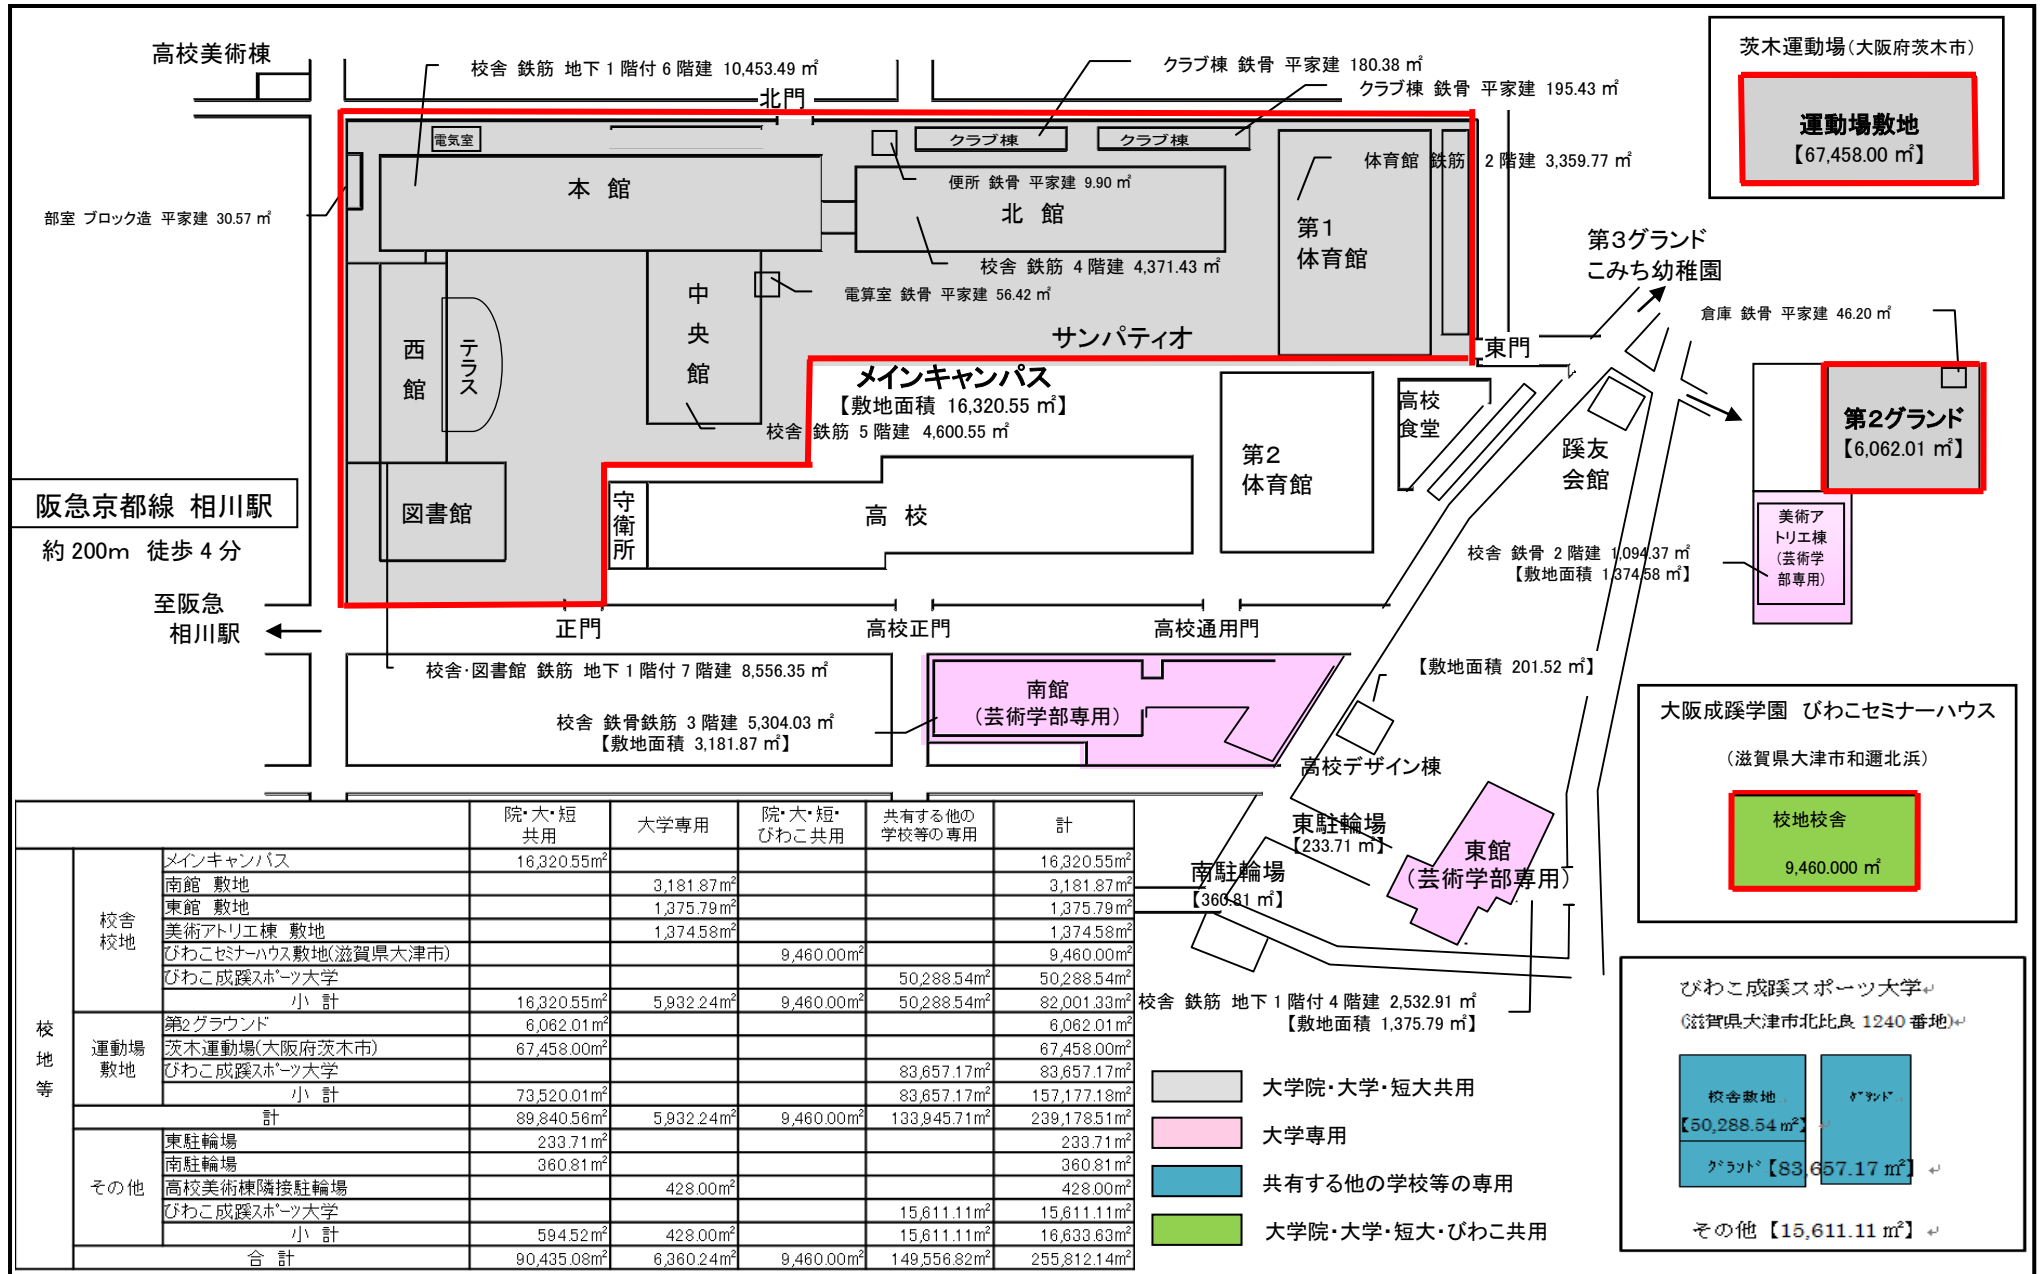 高校美術棟
校舎 鉄筋 地下1階付6階建 10,453.49 ㎡
北門
クラブ棟 鉄骨 平家建 180.38 ㎡
クラブ棟 鉄骨 平家建 195.43 ㎡
茨木運動場(大阪府茨木市)
運動場敷地
【67,458.00 ㎡】
電気室
クラブ棟
クラブ棟
本 館
便所 鉄骨 平家建 9.90 ㎡
北 館
体育館 鉄筋 2階建 3,359.77 ㎡
第1
体育館
部室 ブロック造 平家建 30.57 ㎡
校舎 鉄筋 4階建 4,371.43 ㎡
電算室 鉄骨 平家建 56.42 ㎡
中央館
西館
テラス
サンパティオ
東門
第3グランド
こみち幼稚園
倉庫 鉄骨 平家建 46.20 ㎡
第2グランド
【6,062.01 ㎡】
メインキャンパス
【敷地面積 16,320.55 ㎡】
校舎 鉄筋 5階建 4,600.55 ㎡
高校
食堂
蹊友
会館
第2
体育館
図書館
守衛所
高 校
阪急京都線 相川駅
約200m 徒歩4分
至阪急
相川駅
正門
高校正門
高校通用門
美術ア
トリエ棟
(芸術学
部専用)
校舎 鉄骨 2階建 1,094.37 ㎡
【敷地面積 1,374.58 ㎡】
校舎・図書館 鉄筋 地下1階付7階建 8,556.35 ㎡
南館
(芸術学部専用)
校舎 鉄骨鉄筋 3階建 5,304.03 ㎡
【敷地面積 3,181.87 ㎡】
【敷地面積 201.52 ㎡】
高校デザイン棟
東駐輪場
【233.71 ㎡】
南駐輪場
【360.81 ㎡】
東館
(芸術学部専用)
校舎 鉄筋 地下1階付4階建 2,532.91 ㎡
【敷地面積 1,375.79 ㎡】
大阪成蹊学園 びわこセミナーハウス
(滋賀県大津市和邇北浜)
校地校舎
9,460.000 ㎡
びわこ成蹊スポーツ大学
(滋賀県大津市北比良1240番地)
校舎敷地
【50,288.54㎡】
グランド
グランド【83,657.17㎡】
その他【15,611.11㎡】
大学院・大学・短大共用
大学専用
共有する他の学校等の専用
大学院・大学・短大・びわこ共用
院・大・短共用 大学専用 院・大・短・びわこ共用 共有する他の学校等の専用 計
校地等
校舎校地
メインキャンパス 16,320.55㎡ 16,320.55㎡
南館 敷地 3,181.87㎡ 3,181.87㎡
東館 敷地 1,375.79㎡ 1,375.79㎡
美術アトリエ棟 敷地 1,374.58㎡ 1,374.58㎡
びわこセミナーハウス敷地(滋賀県大津市) 9,460.00㎡ 9,460.00㎡
びわこ成蹊スポーツ大学 50,288.54㎡ 50,288.54㎡
小 計 16,320.55㎡ 5,932.24㎡ 9,460.00㎡ 50,288.54㎡ 82,001.33㎡
運動場敷地
第2グラウンド 6,062.01㎡ 6,062.01㎡
茨木運動場(大阪府茨木市) 67,458.00㎡ 67,458.00㎡
びわこ成蹊スポーツ大学 83,657.17㎡ 83,657.17㎡
小 計 73,520.01㎡ 83,657.17㎡ 157,177.18㎡
計 89,840.56㎡ 5,932.24㎡ 9,460.00㎡ 133,945.71㎡ 239,178.51㎡
その他
東駐輪場 233.71㎡ 233.71㎡
南駐輪場 360.81㎡ 360.81㎡
高校美術棟隣接駐輪場 428.00㎡ 428.00㎡
びわこ成蹊スポーツ大学 15,611.11㎡ 15,611.11㎡
小 計 594.52㎡ 428.00㎡ 15,611.11㎡ 16,633.63㎡
合 計 90,435.08㎡ 6,360.24㎡ 9,460.00㎡ 149,556.82㎡ 255,812.14㎡